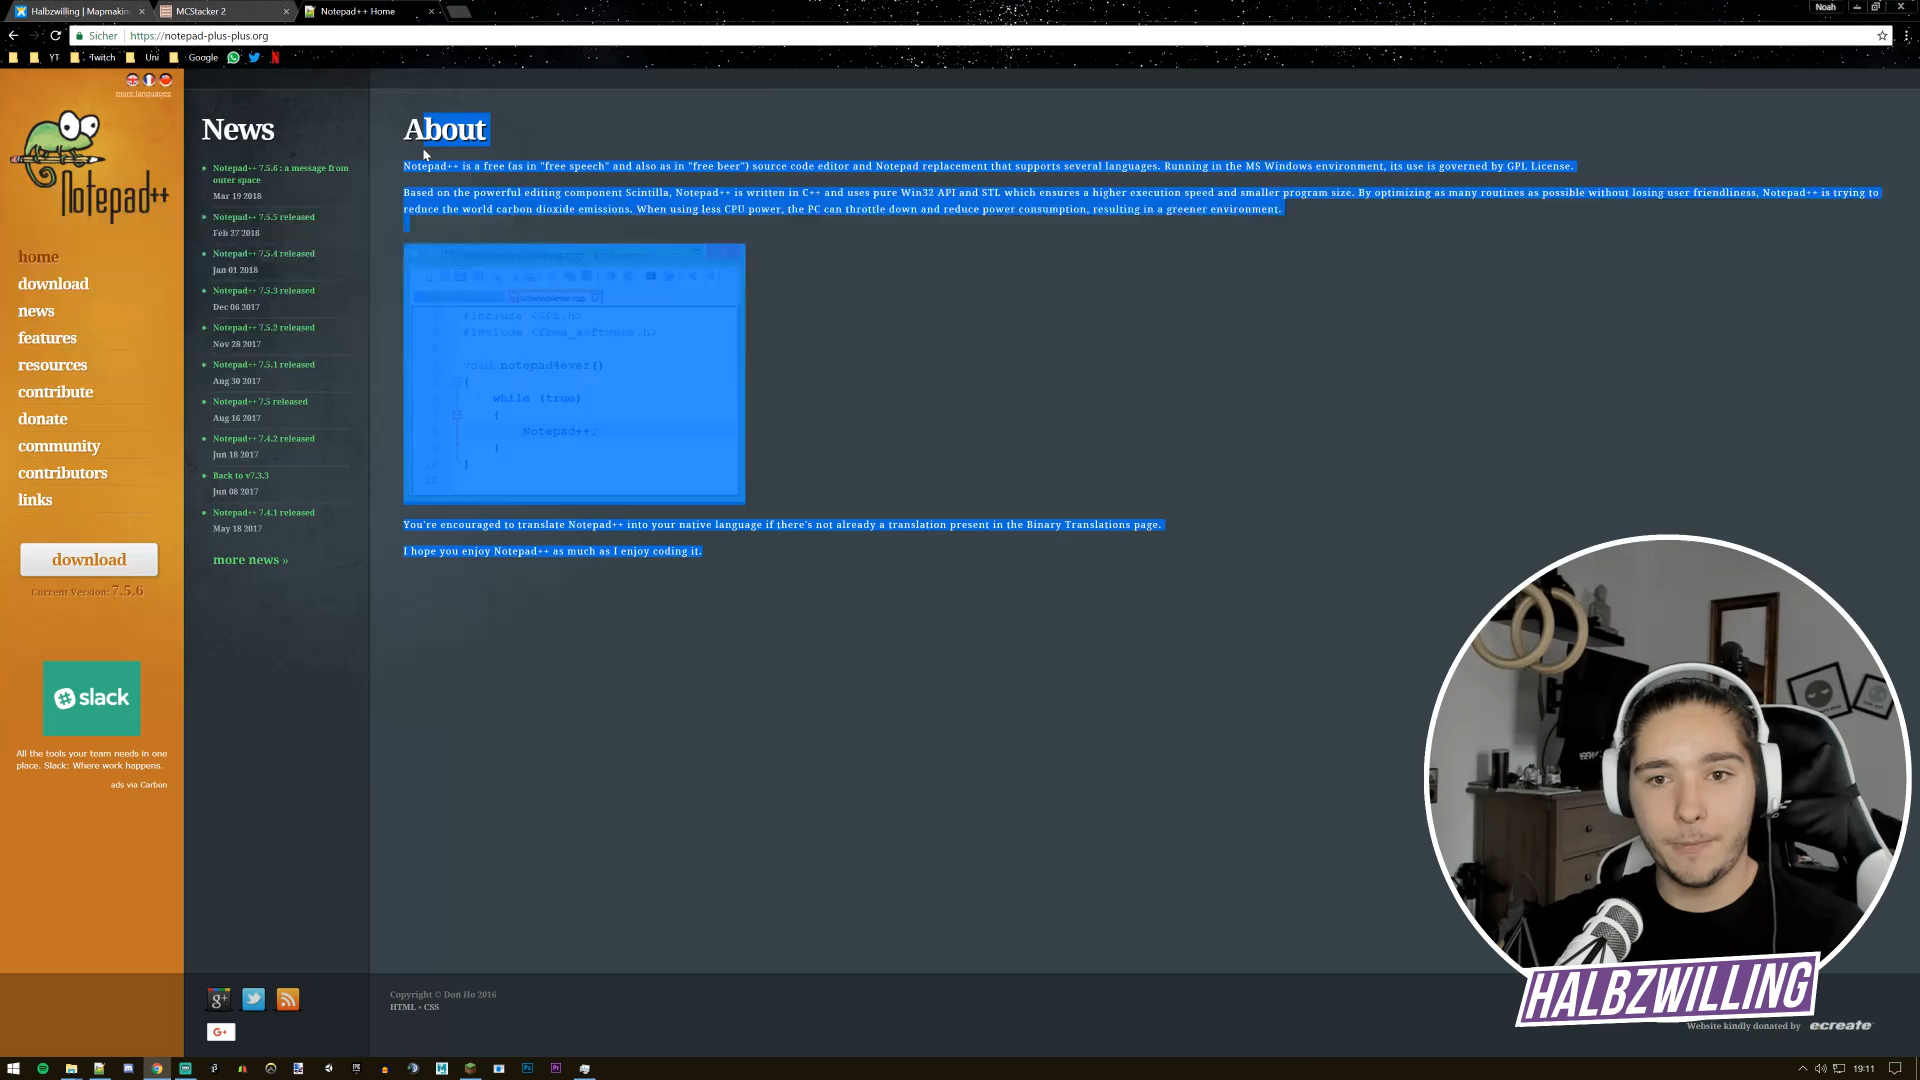 Halbzwilling | Mapmakin
MCStacker 2
Notepad++ Home
Noah
Sicher
https://notepad-plus-plus.org
YT
Twitch
Uni
Google
more languages
Notepad++
home
download
news
features
resources
contribute
donate
community
contributors
links
download
Current Version: 7.5.6
slack
All the tools your team needs in one
place. Slack: Where work happens.
ads via Carbon
News
Notepad++ 7.5.6 : a message from
outer space
Mar 19 2018
Notepad++ 7.5.5 released
Feb 27 2018
Notepad++ 7.5.4 released
Jan 01 2018
Notepad++ 7.5.3 released
Dec 06 2017
Notepad++ 7.5.2 released
Nov 28 2017
Notepad++ 7.5.1 released
Aug 30 2017
Notepad++ 7.5 released
Aug 16 2017
Notepad++ 7.4.2 released
Jun 18 2017
Back to v7.3.3
Jun 08 2017
Notepad++ 7.4.1 released
May 18 2017
more news »
About
Notepad++ is a free (as in "free speech" and also as in "free beer") source code editor and Notepad replacement that supports several languages. Running in the MS Windows environment, its use is governed by GPL License.
Based on the powerful editing component Scintilla, Notepad++ is written in C++ and uses pure Win32 API and STL which ensures a higher execution speed and smaller program size. By optimizing as many routines as possible without losing user friendliness, Notepad++ is trying to
reduce the world carbon dioxide emissions. When using less CPU power, the PC can throttle down and reduce power consumption, resulting in a greener environment.
#include <GPL.h>
#include <free_software.h>
void notepad4ever()
{
while (true)
{
Notepad++;
}
}
You're encouraged to translate Notepad++ into your native language if there's not already a translation present in the Binary Translations page.
I hope you enjoy Notepad++ as much as I enjoy coding it.
HALBZWILLING
g+
G+
Copyright © Don Ho 2016
HTML • CSS
Website kindly donated by ecreate
19:11